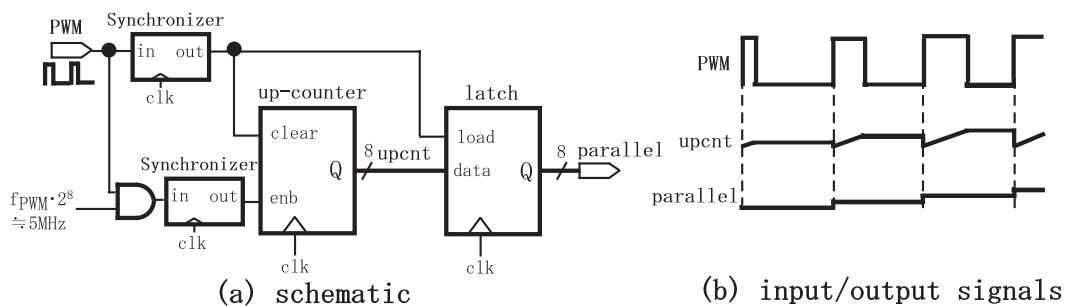 PWM
Synchronizer
in out
clk
up-counter
clear
Q
enb
clk
8 upcnt
latch
load
data
Q
clk
8 parallel
Synchronizer
in out
clk
fPWM·2⁸
≒5MHz
(a) schematic
PWM
upcnt
parallel
(b) input/output signals